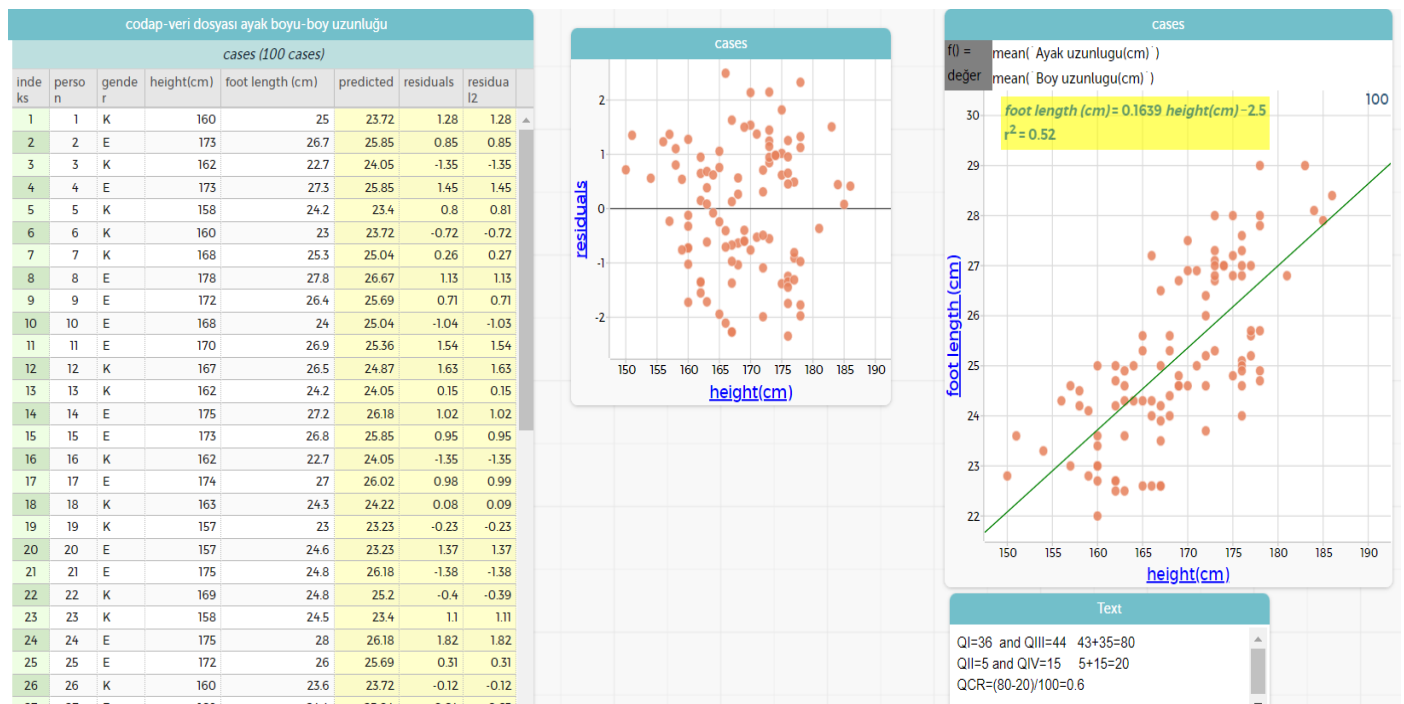 codap-veri dosyası ayak boyu-boy uzunluğu
cases (100 cases)
indeks person gender height(cm) foot length (cm) predicted residuals residual2
1 1 K 160 25 23.72 1.28 1.28
2 2 E 173 26.7 25.85 0.85 0.85
3 3 K 162 22.7 24.05 -1.35 -1.35
4 4 E 173 27.3 25.85 1.45 1.45
5 5 K 158 24.2 23.4 0.8 0.81
6 6 K 160 23 23.72 -0.72 -0.72
7 7 K 168 25.3 25.04 0.26 0.27
8 8 E 178 27.8 26.67 1.13 1.13
9 9 E 172 26.4 25.69 0.71 0.71
10 10 E 168 24 25.04 -1.04 -1.03
11 11 E 170 26.9 25.36 1.54 1.54
12 12 K 167 26.5 24.87 1.63 1.63
13 13 K 162 24.2 24.05 0.15 0.15
14 14 E 175 27.2 26.18 1.02 1.02
15 15 E 173 26.8 25.85 0.95 0.95
16 16 K 162 22.7 24.05 -1.35 -1.35
17 17 E 174 27 26.02 0.98 0.99
18 18 K 163 24.3 24.22 0.08 0.09
19 19 K 157 23 23.23 -0.23 -0.23
20 20 E 157 24.6 23.23 1.37 1.37
21 21 E 175 24.8 26.18 -1.38 -1.38
22 22 K 169 24.8 25.2 -0.4 -0.39
23 23 K 158 24.5 23.4 1.1 1.11
24 24 E 175 28 26.18 1.82 1.82
25 25 E 172 26 25.69 0.31 0.31
26 26 K 160 23.6 23.72 -0.12 -0.12
cases
2
1
0
-1
-2
residuals
150 155 160 165 170 175 180 185 190
height(cm)
cases
f() = mean(`Ayak uzunlugu(cm)`)
değer mean(`Boy uzunlugu(cm)`)
100
foot length (cm) = 0.1639 height(cm) -2.5
r² = 0.52
30
29
28
27
26
25
24
23
22
foot length (cm)
150 155 160 165 170 175 180 185 190
height(cm)
Text
QI=36 and QIII=44 43+35=80
QII=5 and QIV=15 5+15=20
QCR=(80-20)/100=0.6